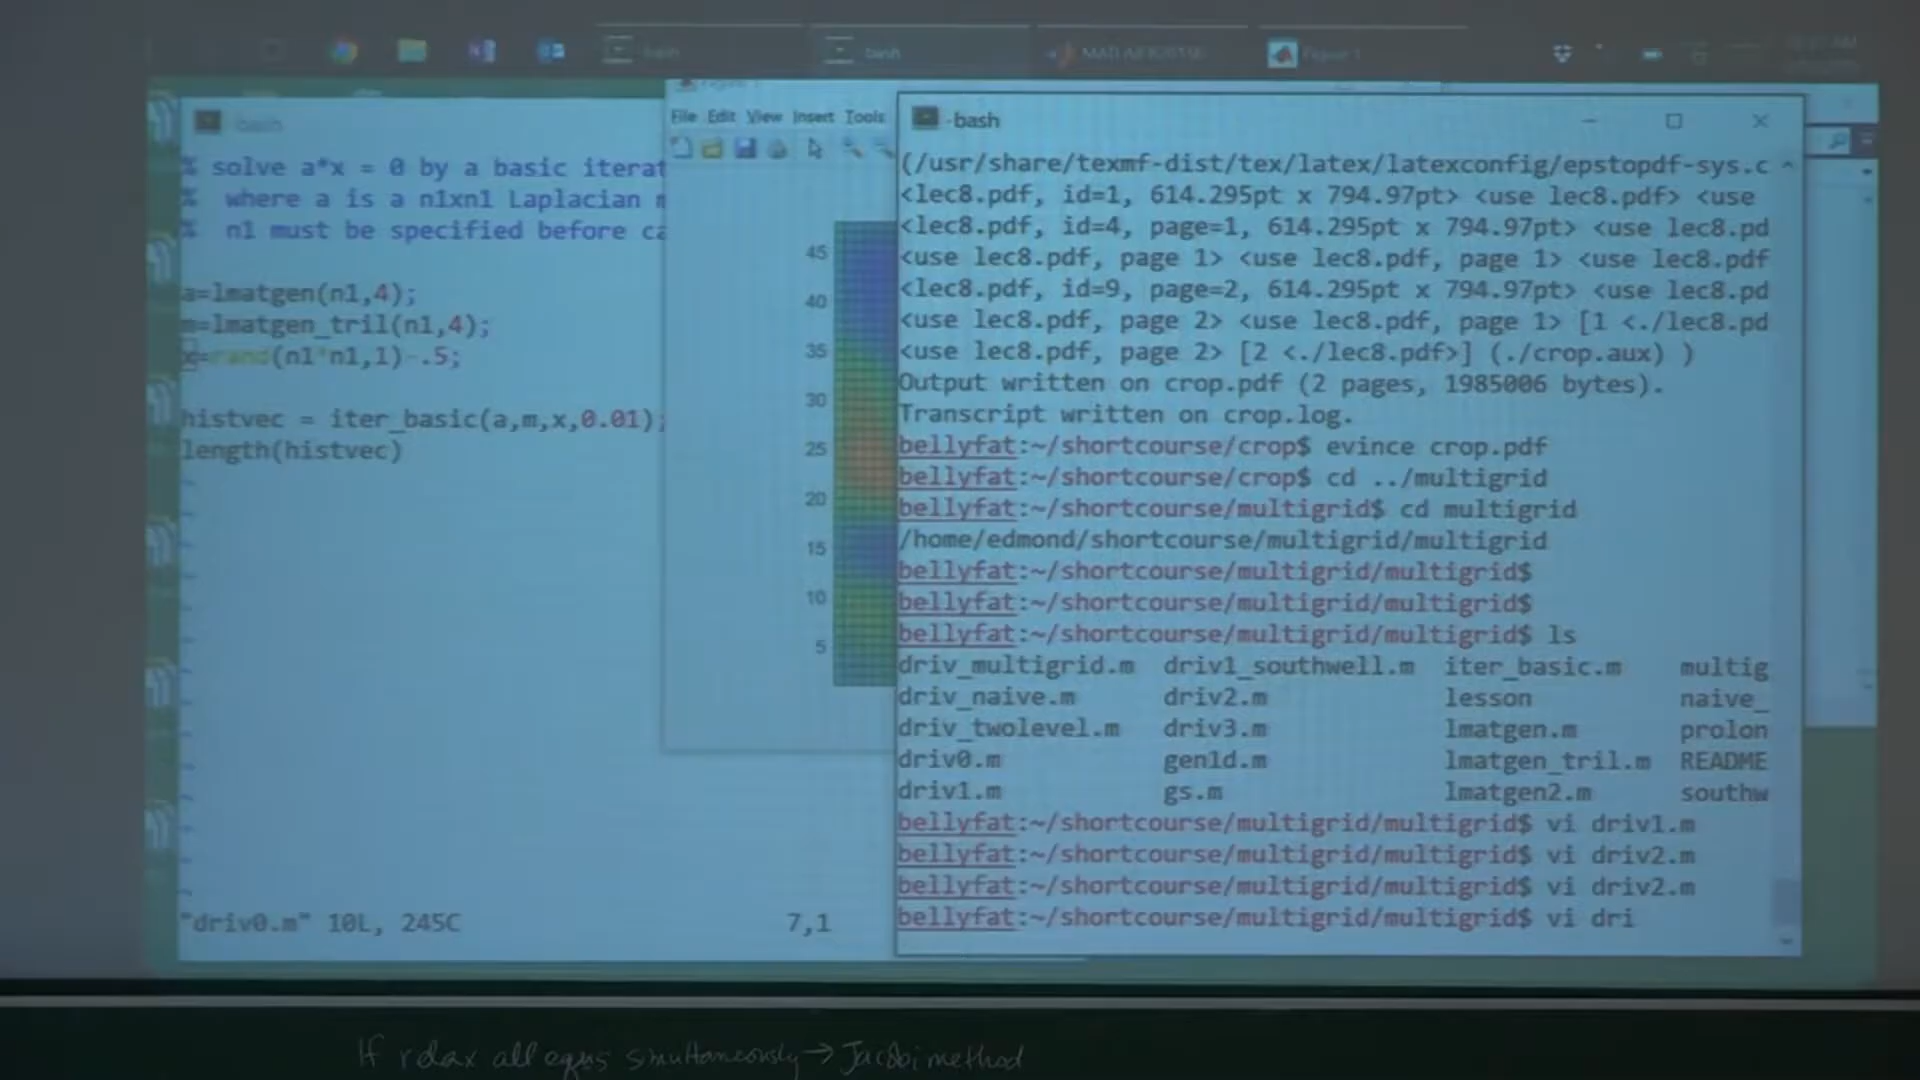 bash
bash
MATLAB R2015b
Figure 1
-bash
% solve a*x = 0 by a basic iterat
% where a is a n1xn1 Laplacian m
% n1 must be specified before ca
a=lmatgen(n1,4);
m=lmatgen_tril(n1,4);
x=rand(n1*n1,1)-.5;
histvec = iter_basic(a,m,x,0.01);
length(histvec)
"driv0.m" 10L, 245C 7,1
Figure 1
File Edit View Insert Tools
45
40
35
30
25
20
15
10
5
-bash
(/usr/share/texmf-dist/tex/latex/latexconfig/epstopdf-sys.c
<lec8.pdf, id=1, 614.295pt x 794.97pt> <use lec8.pdf> <use
<lec8.pdf, id=4, page=1, 614.295pt x 794.97pt> <use lec8.pd
<use lec8.pdf, page 1> <use lec8.pdf, page 1> <use lec8.pdf
<lec8.pdf, id=9, page=2, 614.295pt x 794.97pt> <use lec8.pd
<use lec8.pdf, page 2> <use lec8.pdf, page 1> [1 <./lec8.pd
<use lec8.pdf, page 2> [2 <./lec8.pdf>] (./crop.aux) )
Output written on crop.pdf (2 pages, 1985006 bytes).
Transcript written on crop.log.
bellyfat:~/shortcourse/crop$ evince crop.pdf
bellyfat:~/shortcourse/crop$ cd ../multigrid
bellyfat:~/shortcourse/multigrid$ cd multigrid
/home/edmond/shortcourse/multigrid/multigrid
bellyfat:~/shortcourse/multigrid/multigrid$
bellyfat:~/shortcourse/multigrid/multigrid$
bellyfat:~/shortcourse/multigrid/multigrid$ ls
driv_multigrid.m driv1_southwell.m iter_basic.m multig
driv_naive.m driv2.m lesson naive_
driv_twolevel.m driv3.m lmatgen.m prolon
driv0.m gen1d.m lmatgen_tril.m README
driv1.m gs.m lmatgen2.m southw
bellyfat:~/shortcourse/multigrid/multigrid$ vi driv1.m
bellyfat:~/shortcourse/multigrid/multigrid$ vi driv2.m
bellyfat:~/shortcourse/multigrid/multigrid$ vi driv2.m
bellyfat:~/shortcourse/multigrid/multigrid$ vi dri
If relax all eqns simultaneously → Jacobi method